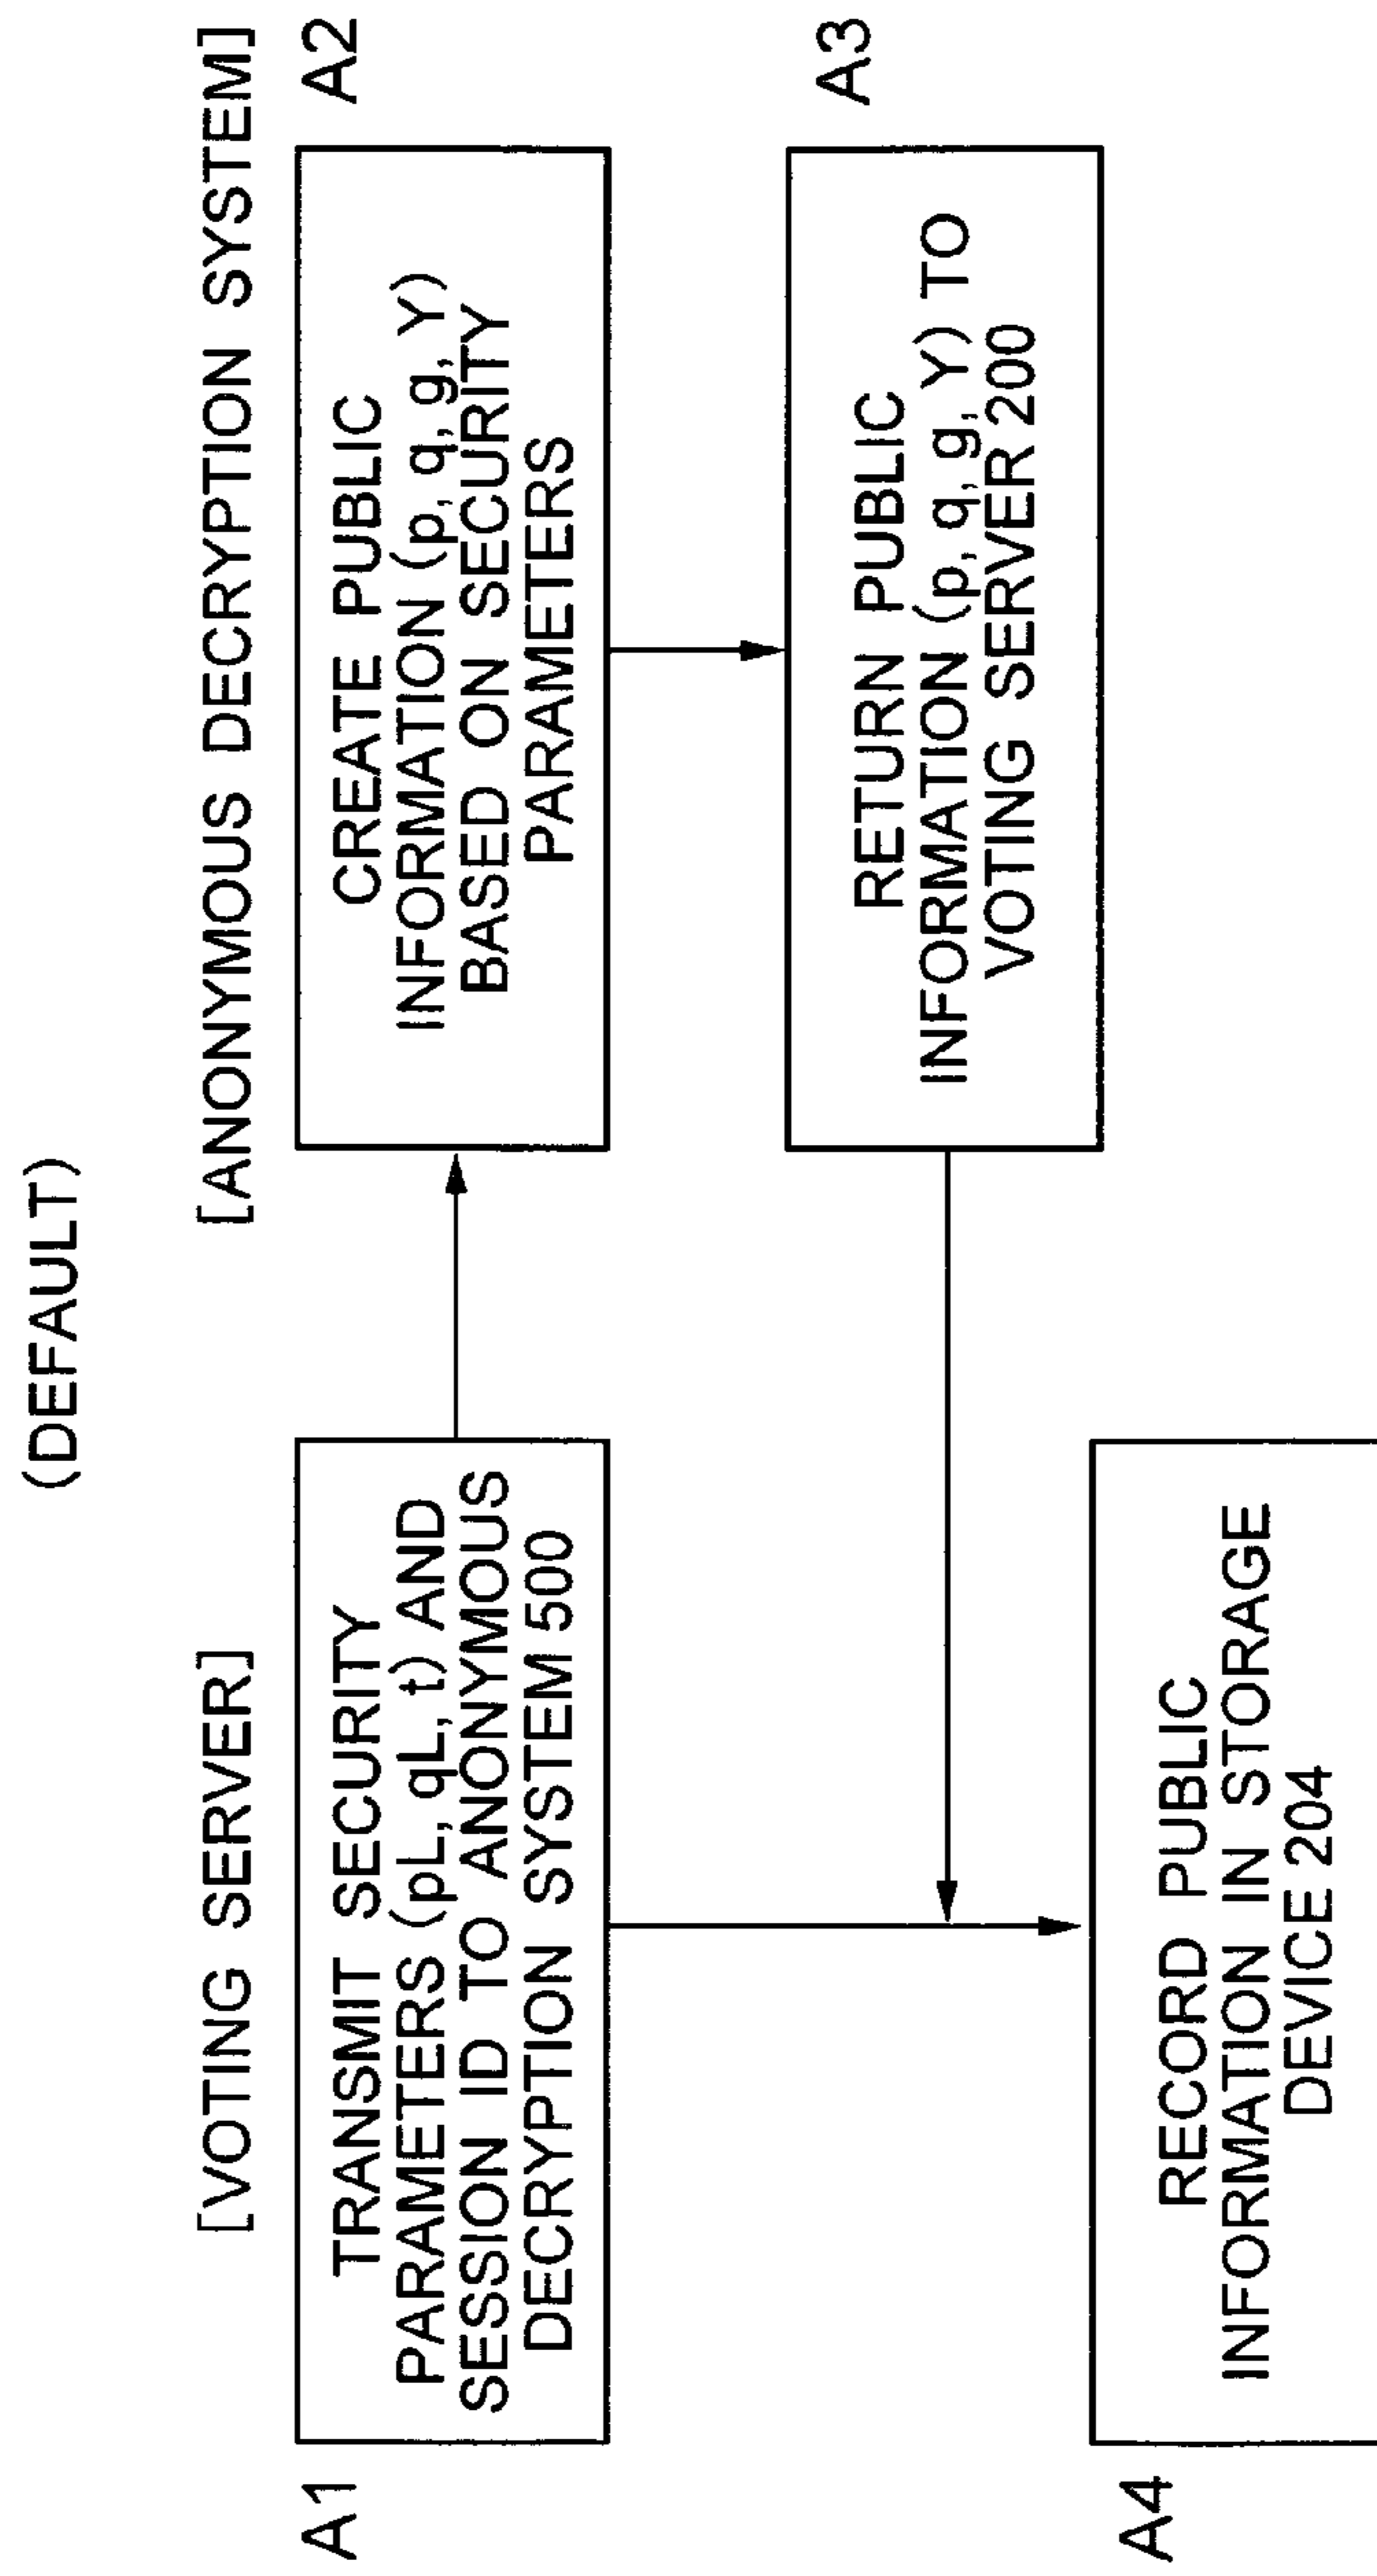 (DEFAULT)
[VOTING SERVER]
[ANONYMOUS DECRYPTION SYSTEM]
A1
TRANSMIT SECURITY
PARAMETERS (pL, qL, t) AND
SESSION ID TO ANONYMOUS
DECRYPTION SYSTEM 500
CREATE PUBLIC
INFORMATION (p, q, g, Y)
BASED ON SECURITY
PARAMETERS
A2
RETURN PUBLIC
INFORMATION (p, q, g, Y) TO
VOTING SERVER 200
A3
A4
RECORD PUBLIC
INFORMATION IN STORAGE
DEVICE 204